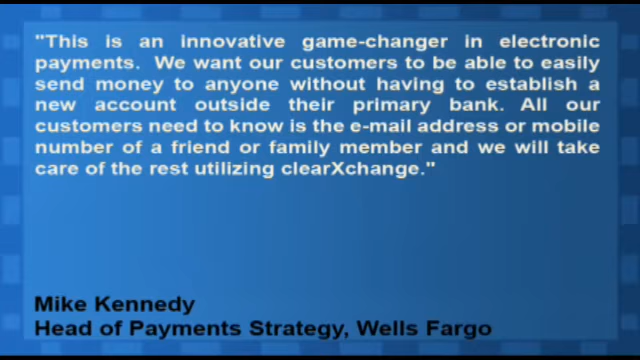 "This is an innovative game-changer in electronic
payments. We want our customers to be able to easily
send money to anyone without having to establish a
new account outside their primary bank. All our
customers need to know is the e-mail address or mobile
number of a friend or family member and we will take
care of the rest utilizing clearXchange."
Mike Kennedy
Head of Payments Strategy, Wells Fargo